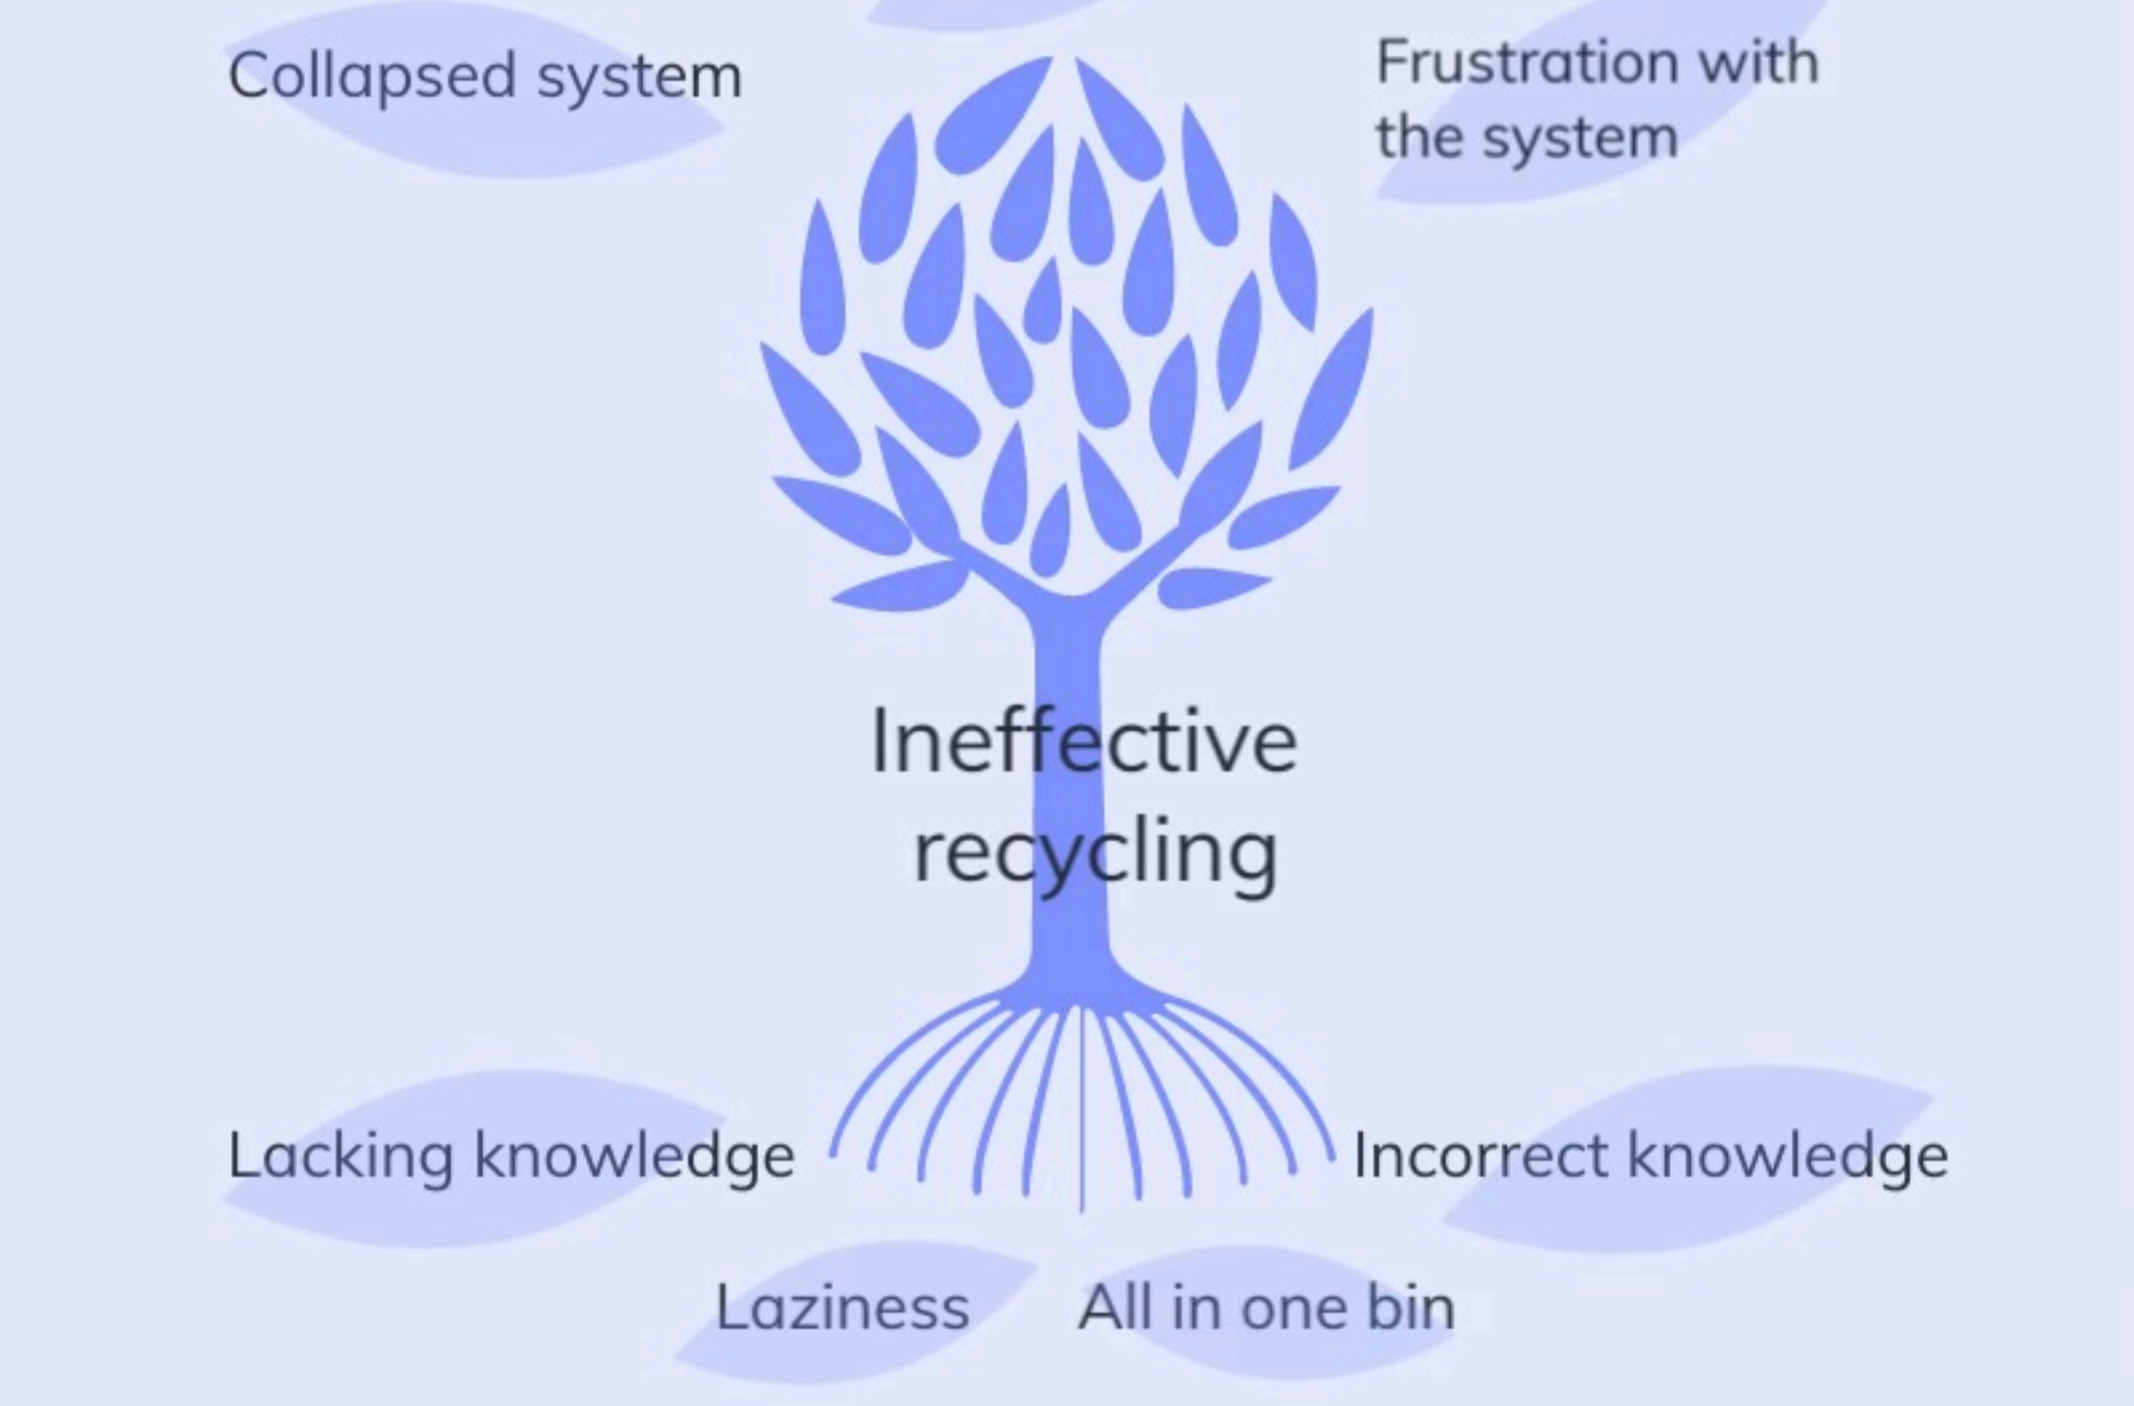 Collapsed system
Frustration with
the system
Ineffective
recycling
Lacking knowledge
Incorrect knowledge
Laziness
All in one bin